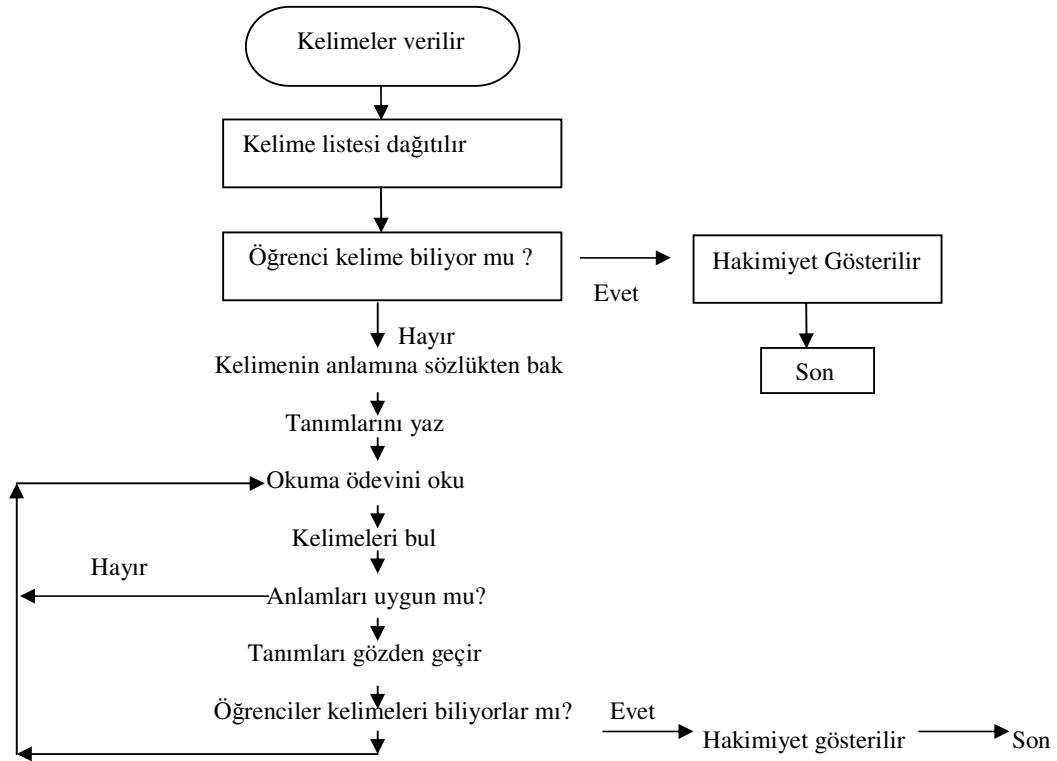 Kelimeler verilir
Kelime listesi dağıtılır
Öğrenci kelime biliyor mu ?
Evet
Hakimiyet Gösterilir
Son
Hayır
Kelimenin anlamına sözlükten bak
Tanımlarını yaz
Okuma ödevini oku
Kelimeleri bul
Hayır
Anlamları uygun mu?
Tanımları gözden geçir
Öğrenciler kelimeleri biliyorlar mı?
Evet
Hakimiyet gösterilir
Son